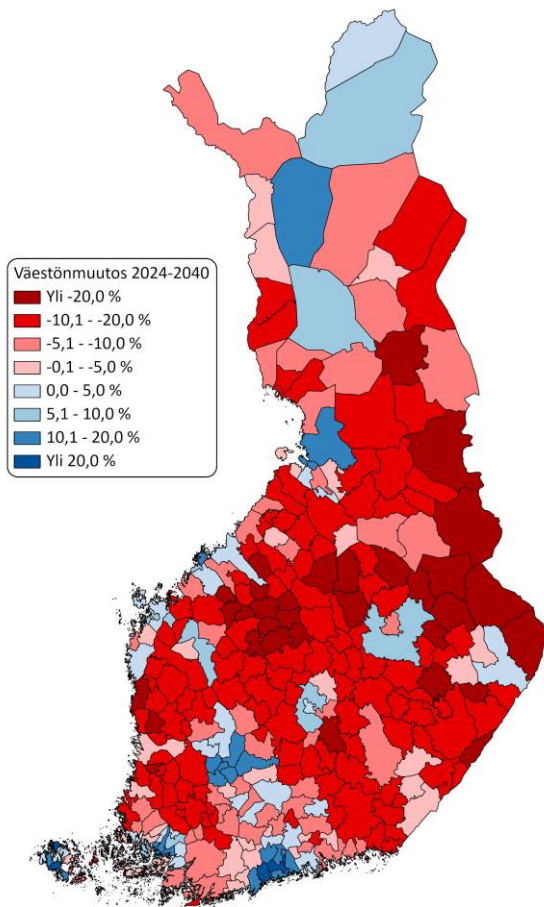 Väestönmuutos 2024-2040
Yli -20,0 %
-10,1 - -20,0 %
-5,1 - -10,0 %
-0,1 - -5,0 %
0,0 - 5,0 %
5,1 - 10,0 %
10,1 - 20,0 %
Yli 20,0 %